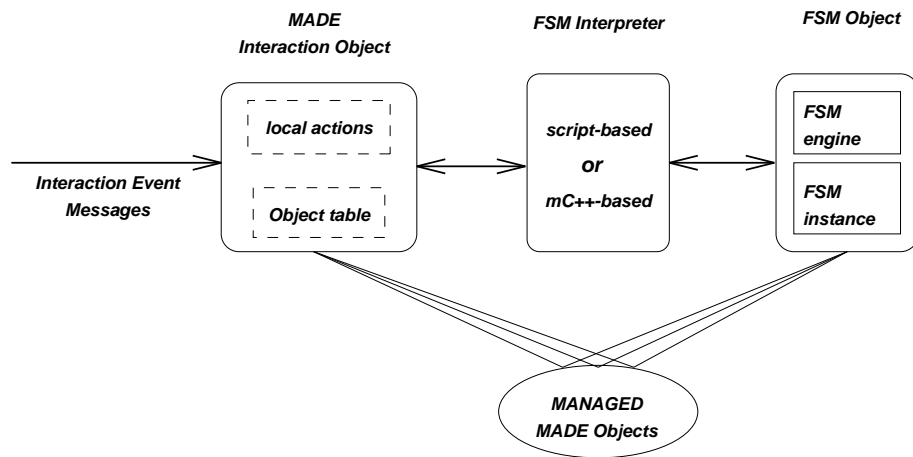 MADE
Interaction Object
FSM Interpreter
FSM Object
local actions
Object table
script-based
or
mC++-based
FSM
engine
FSM
instance
Interaction Event
Messages
MANAGED
MADE Objects